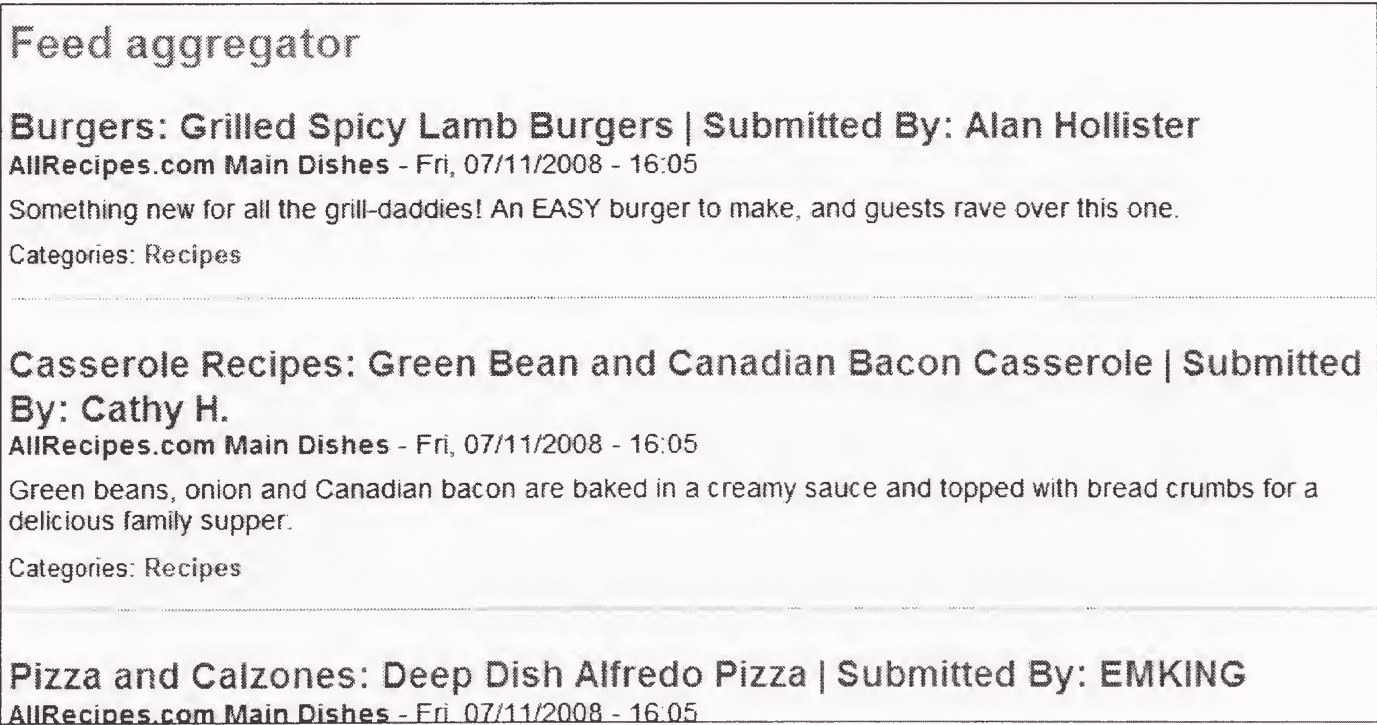 Feed aggregator
Burgers: Grilled Spicy Lamb Burgers | Submitted By: Alan Hollister
AllRecipes.com Main Dishes - Fri, 07/11/2008 - 16:05
Something new for all the grill-daddies! An EASY burger to make, and guests rave over this one.
Categories: Recipes
Casserole Recipes: Green Bean and Canadian Bacon Casserole | Submitted
By: Cathy H.
AllRecipes.com Main Dishes - Fri, 07/11/2008 - 16:05
Green beans, onion and Canadian bacon are baked in a creamy sauce and topped with bread crumbs for a
delicious family supper.
Categories: Recipes
Pizza and Calzones: Deep Dish Alfredo Pizza | Submitted By: EMKING
AllRecipes.com Main Dishes - Fri, 07/11/2008 - 16:05